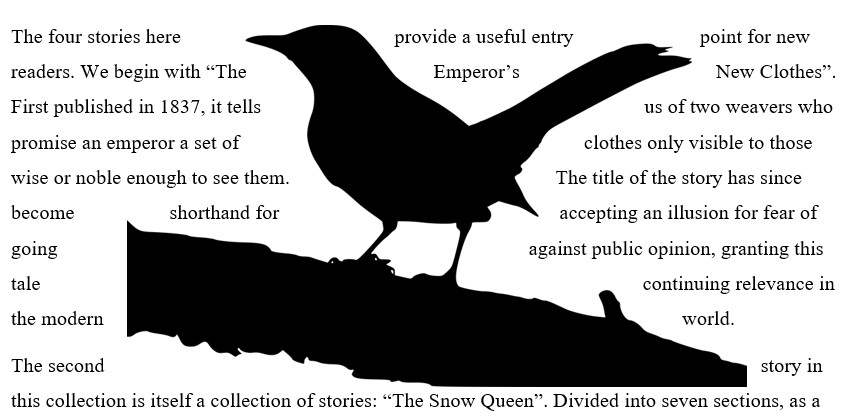 The four stories here provide a useful entry point for new
readers. We begin with “The Emperor’s New Clothes”.
First published in 1837, it tells us of two weavers who
promise an emperor a set of clothes only visible to those
wise or noble enough to see them. The title of the story has since
become shorthand for accepting an illusion for fear of
going against public opinion, granting this
tale continuing relevance in
the modern world.
The second story in
this collection is itself a collection of stories: “The Snow Queen”. Divided into seven sections, as a